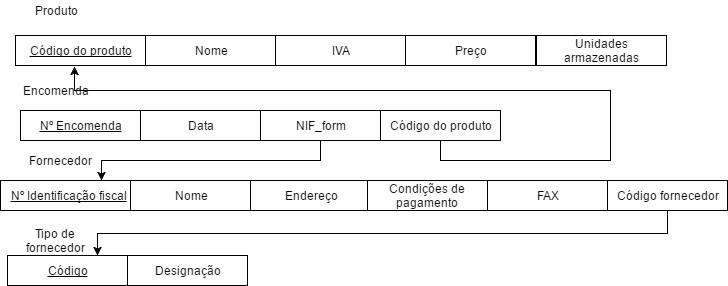 Produto
Código do produto
Nome
IVA
Preço
Unidades
armazenadas
Encomenda
Nº Encomenda
Data
NIF_form
Código do produto
Fornecedor
Nº Identificação fiscal
Nome
Endereço
Condições de
pagamento
FAX
Código fornecedor
Tipo de
fornecedor
Código
Designação